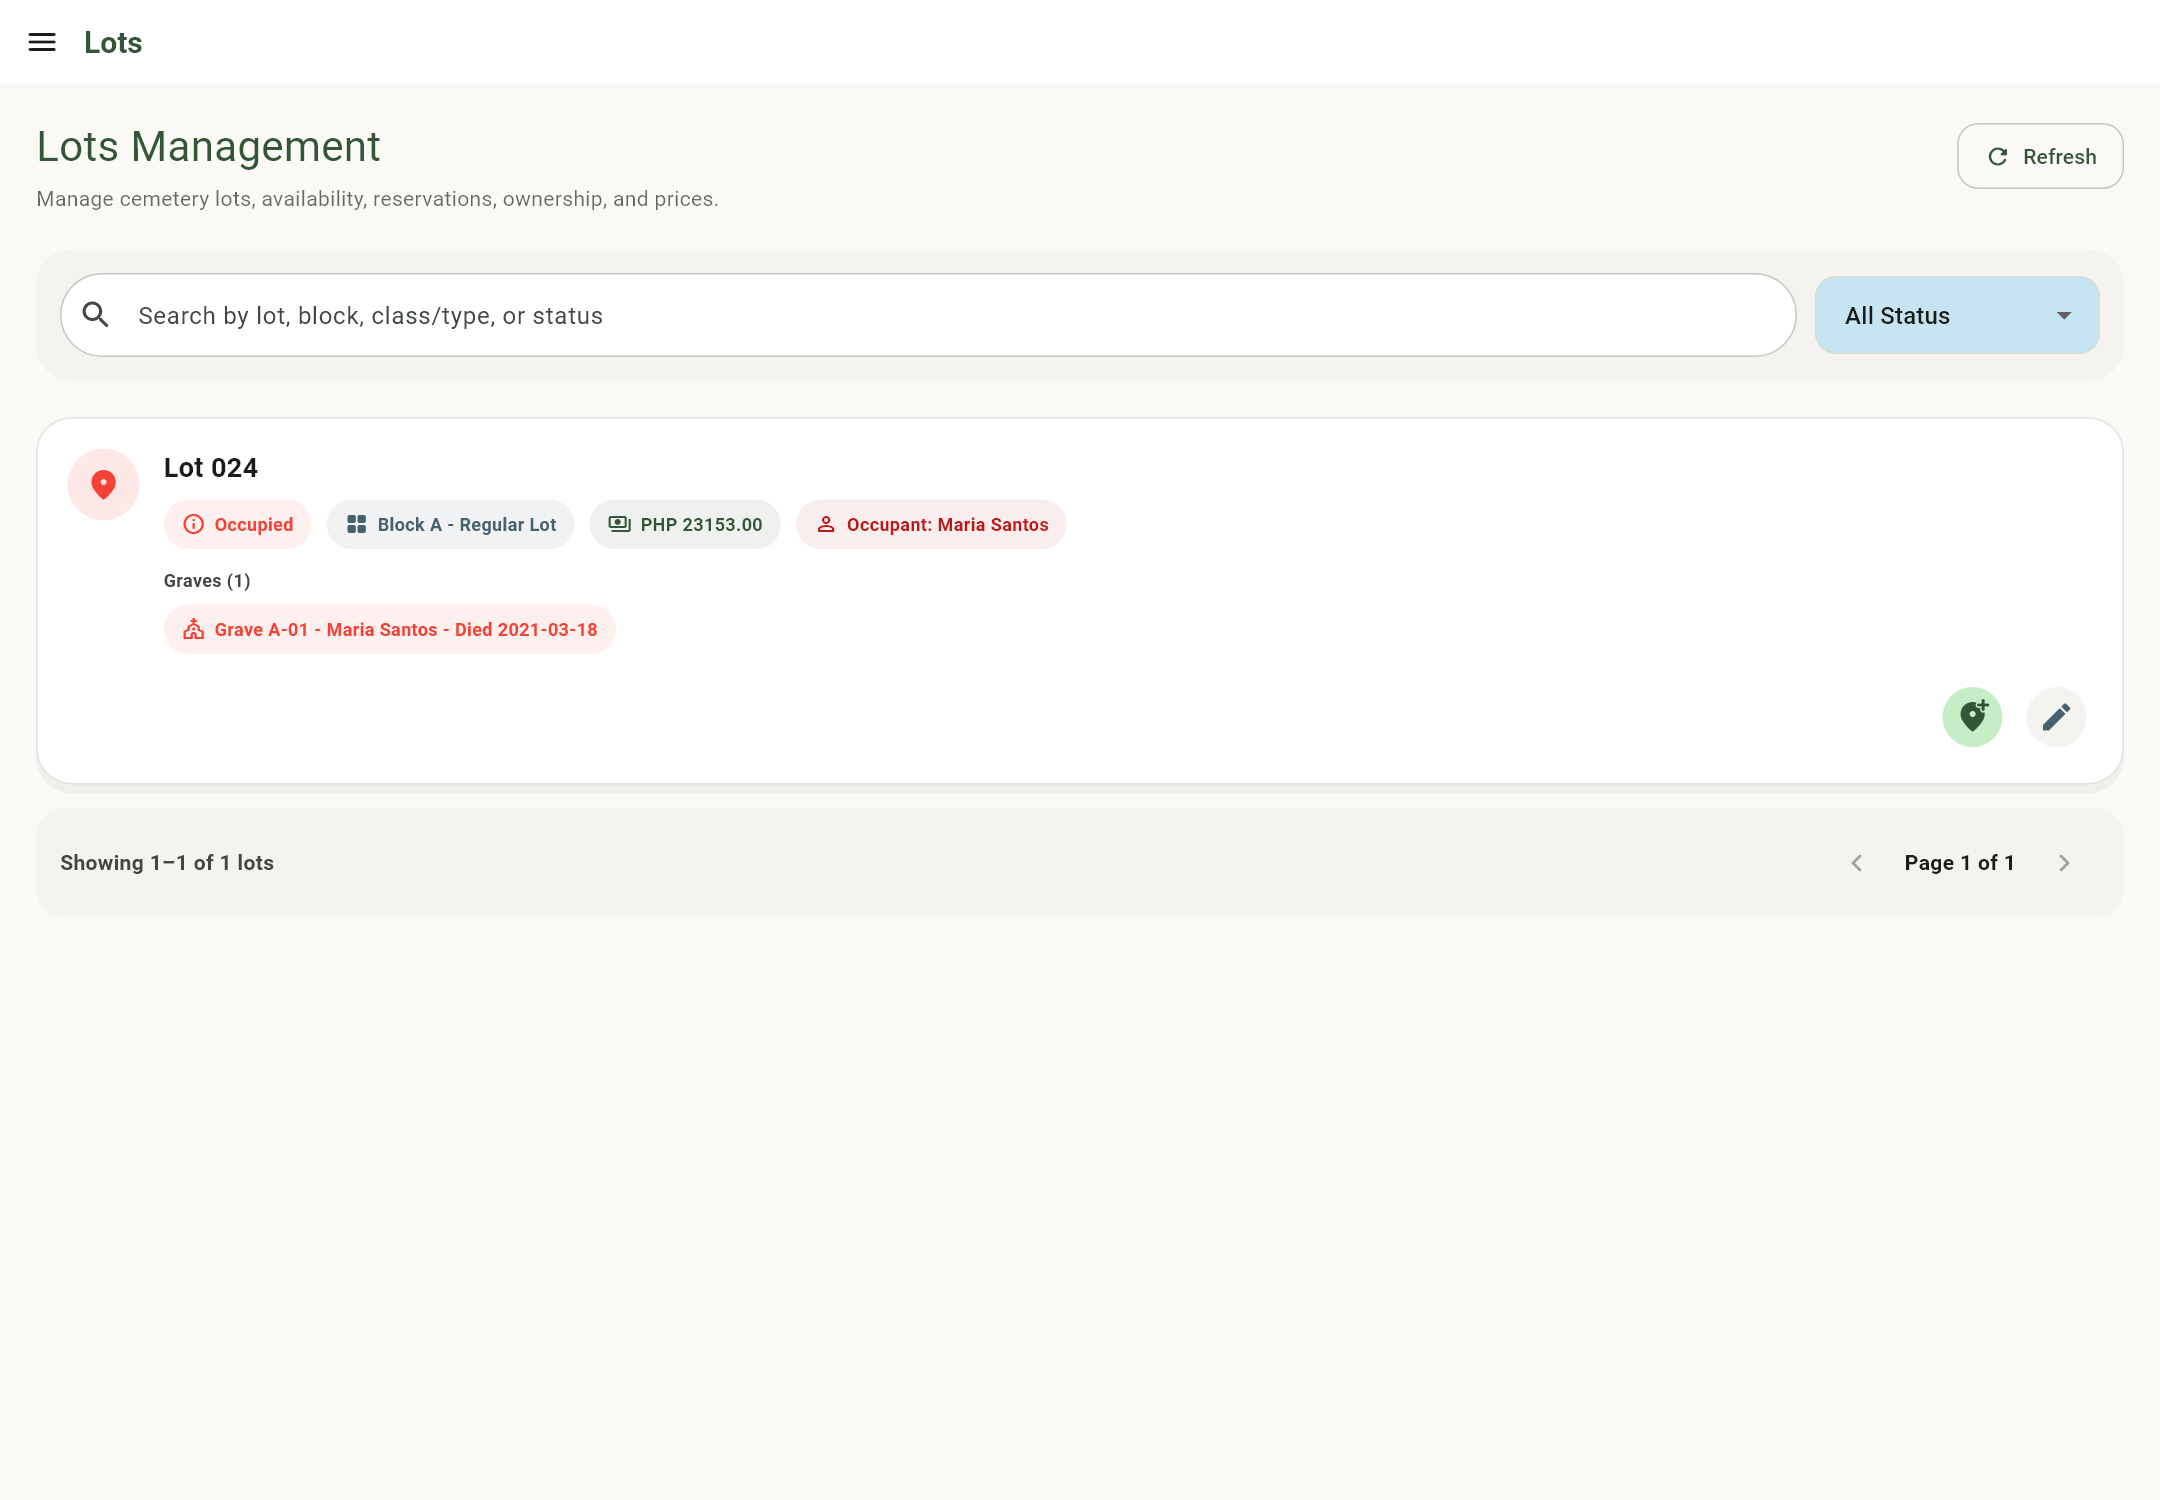 Lots
Lots Management
Refresh
Manage cemetery lots, availability, reservations, ownership, and prices.
Search by lot, block, class/type, or status
All Status
Lot 024
Occupied
Block A - Regular Lot
PHP 23153.00
Occupant: Maria Santos
Graves (1)
Grave A-01 - Maria Santos - Died 2021-03-18
Showing 1–1 of 1 lots
Page 1 of 1